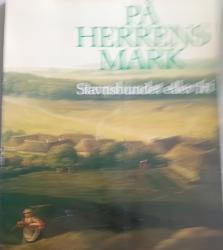 PÅ
HERRENS
MARK
Stavnsbundet eller fri